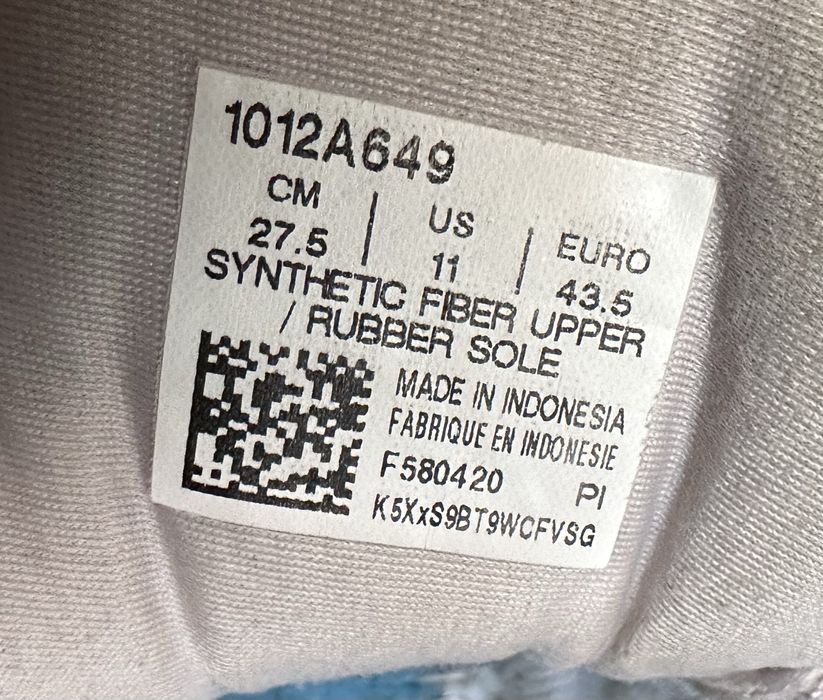 1012A649
CM | US | EURO
27.5 | 11 | 43.5
SYNTHETIC FIBER UPPER
/ RUBBER SOLE
MADE IN INDONESIA
FABRIQUE EN INDONESIE
F580420 PI
K5XxS9BT9WCFVSG